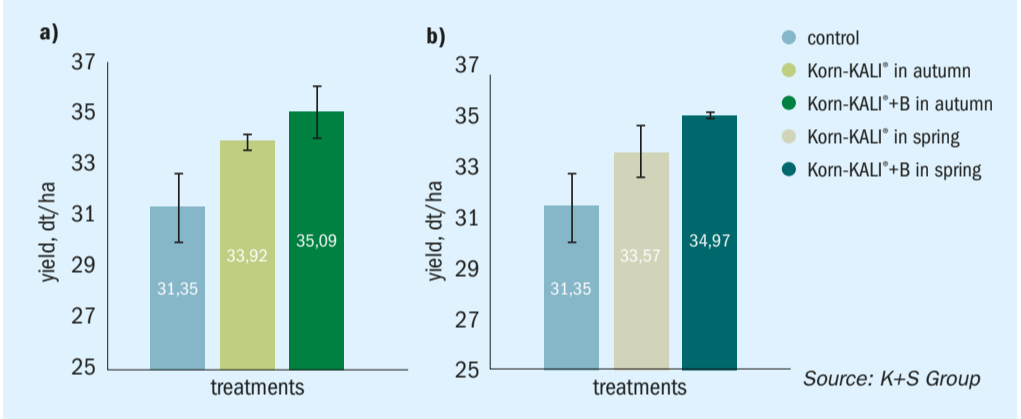 a)
37
35
33
31
29
27
25
yield, dt/ha
31,35
33,92
35,09
treatments
b)
37
35
33
31
29
27
25
yield, dt/ha
31,35
33,57
34,97
treatments
control
Korn-KALI® in autumn
Korn-KALI®+B in autumn
Korn-KALI® in spring
Korn-KALI®+B in spring
Source: K+S Group